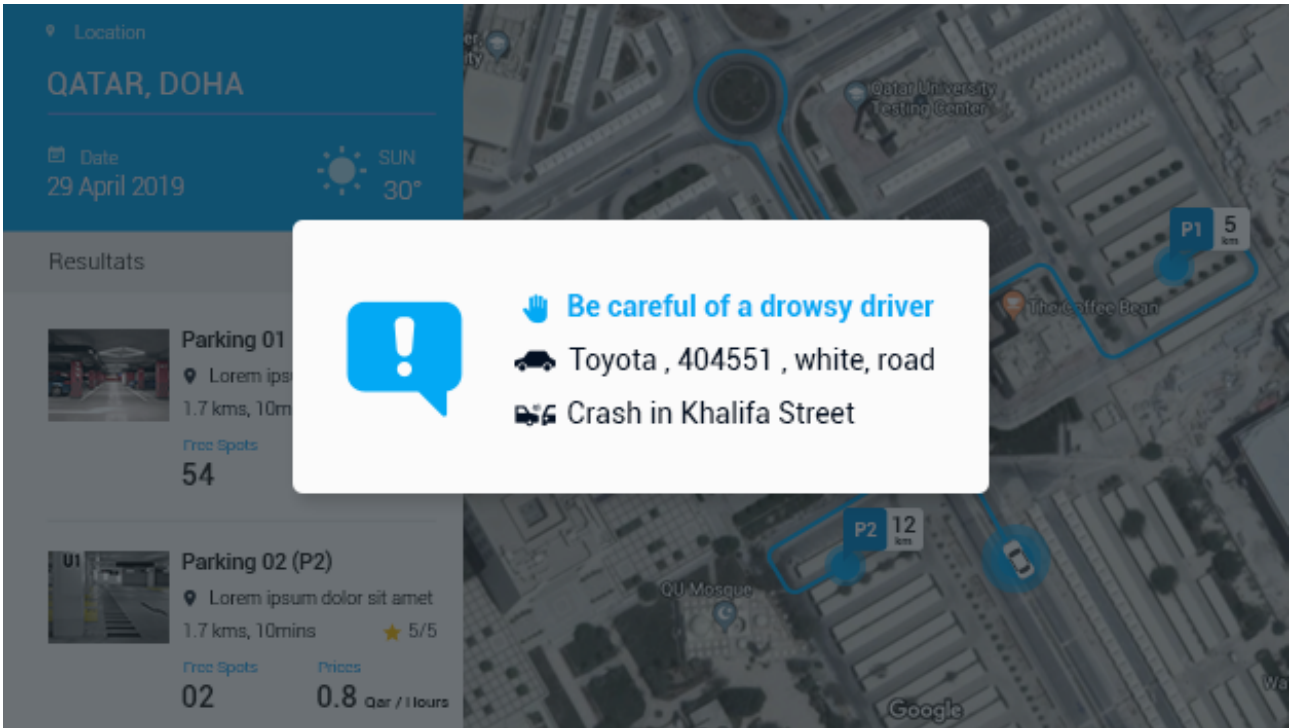 Location
QATAR, DOHA
Date
29 April 2019
SUN
30°
Resultats
Parking 01
Lorem ips
1.7 kms, 10m
Free Spots
54
U1
Parking 02 (P2)
Lorem ipsum dolor sit amet
1.7 kms, 10mins
5/5
Free Spots
Prices
02
0.8 Qar / Hours
Be careful of a drowsy driver
Toyota , 404551 , white, road
Crash in Khalifa Street
Qatar University
Testing Center
P1
5
km
The Coffee Bean
P2
12
km
QU Mosque
Google